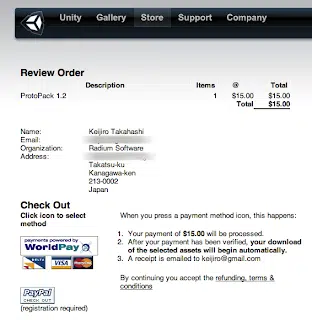 Unity Gallery Store Support Company
Review Order
Description Items @ Total
ProtoPack 1.2 1 $15.00 $15.00
Total $15.00
Name: Keijiro Takahashi
Email:
Organization: Radium Software
Address:
Takatsu-ku
Kanagawa-ken
213-0002
Japan
Check Out
Click icon to select
method
When you press a payment method icon, this happens:
1. Your payment of $15.00 will be processed.
2. After your payment has been verified, your download
of the selected assets will begin automatically.
3. A receipt is emailed to keijiro@gmail.com
By continuing you accept the refunding, terms &
conditions
payments powered by
WorldPay
DELTA
VISA
PayPal
CHECK OUT
(registration required)